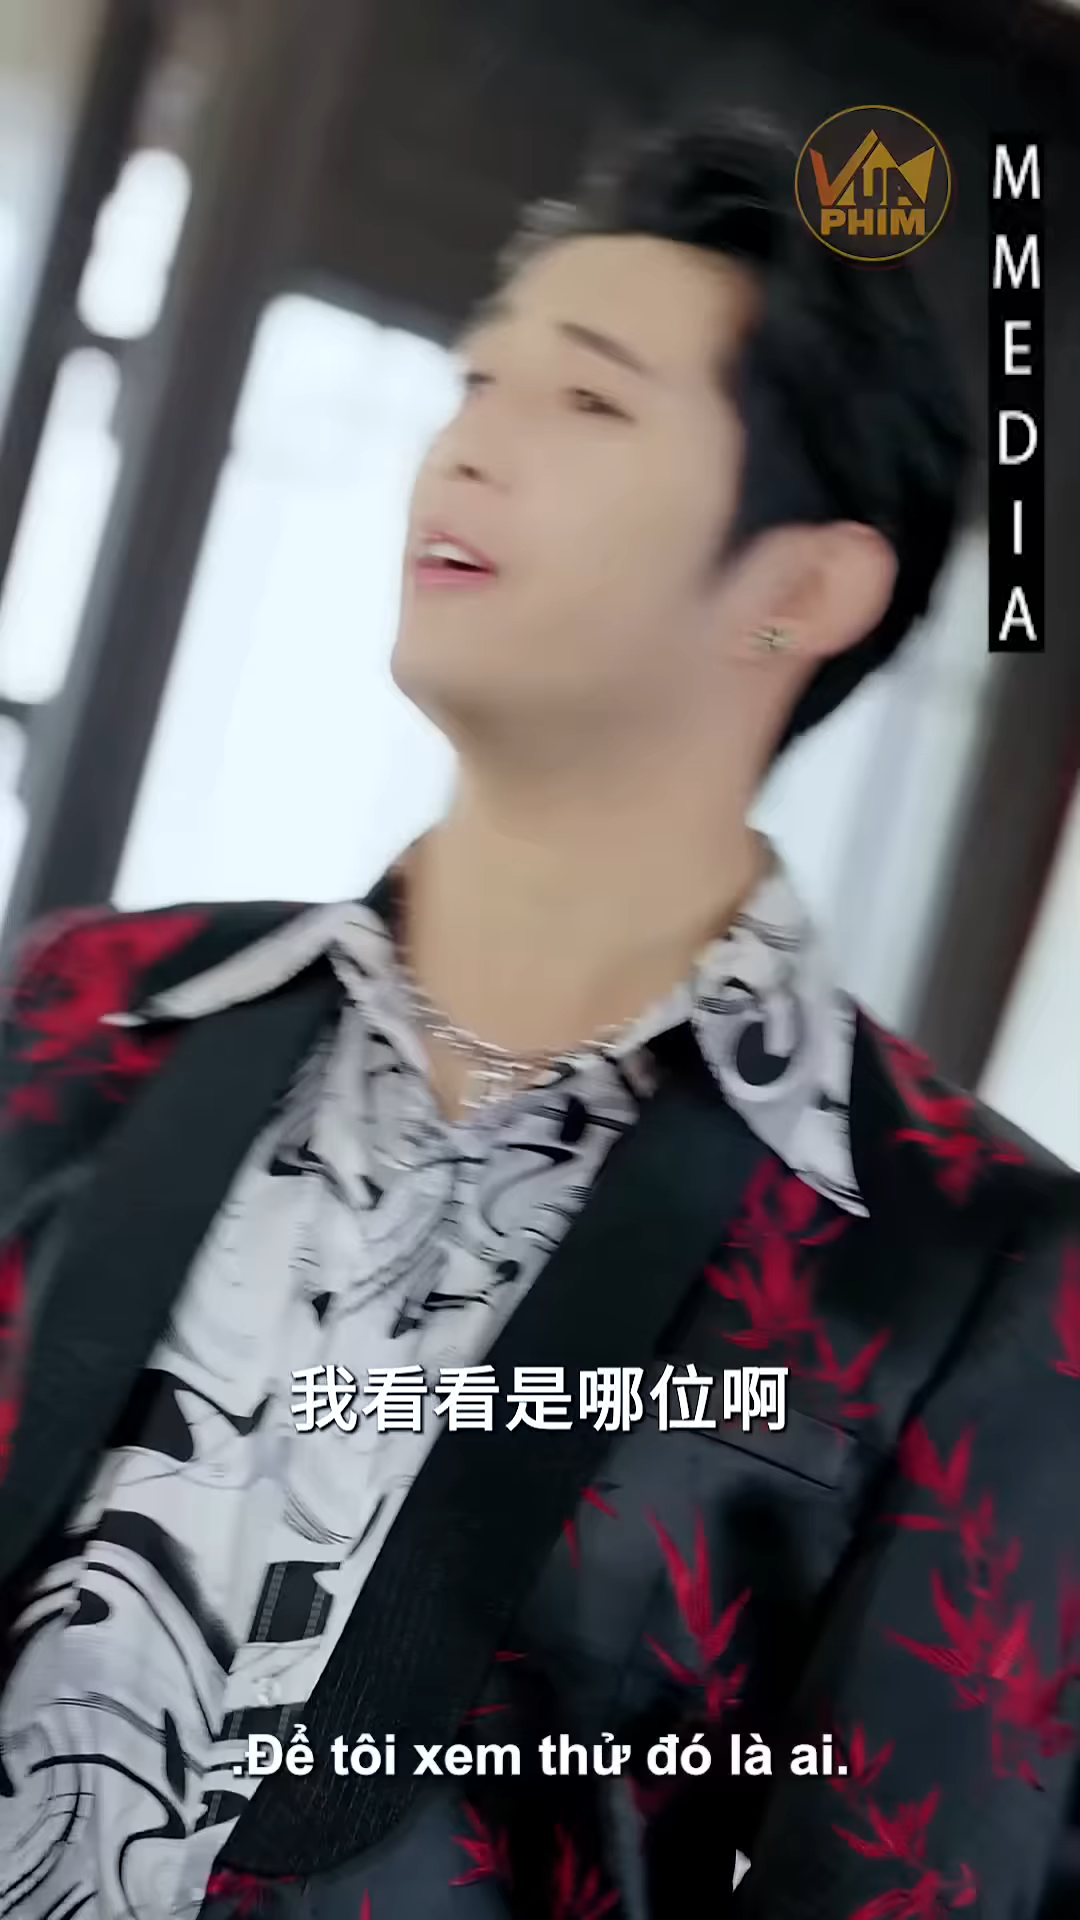 VUA
PHIM
MMEDIA
我看看是哪位啊
.Để tôi xem thử đó là ai.